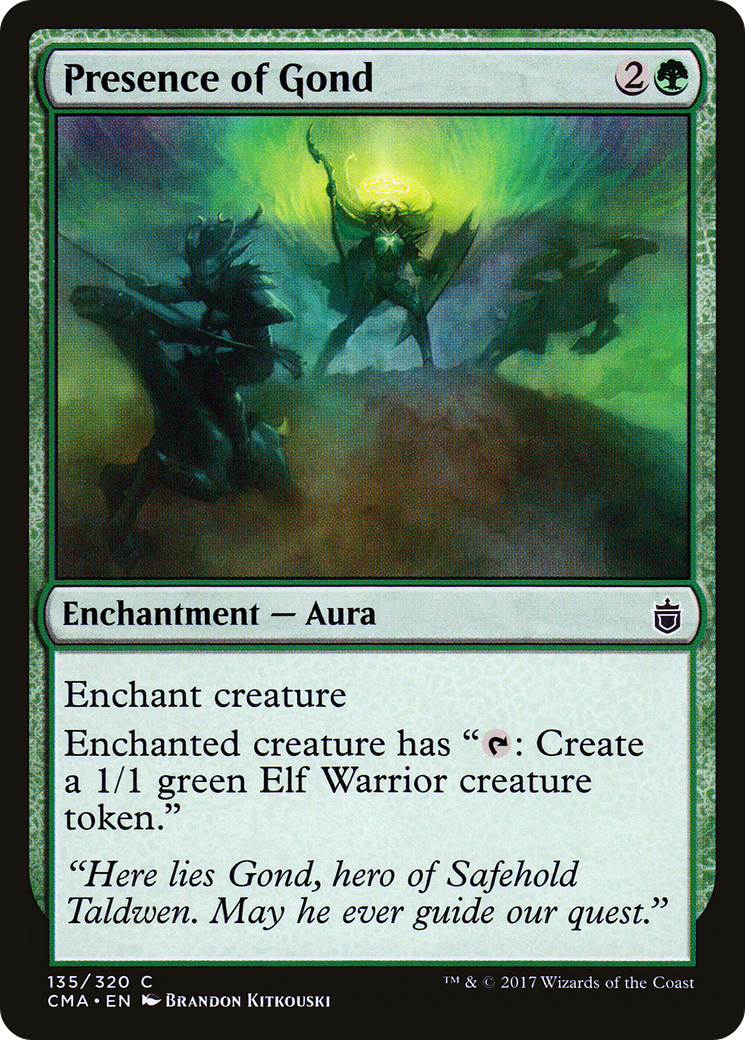 Presence of Gond 2
Enchantment — Aura
Enchant creature
Enchanted creature has “: Create
a 1/1 green Elf Warrior creature
token.”
“Here lies Gond, hero of Safehold
Taldwen. May he ever guide our quest.”
135/320 C
CMA • EN Brandon Kitkouski
™ & © 2017 Wizards of the Coast